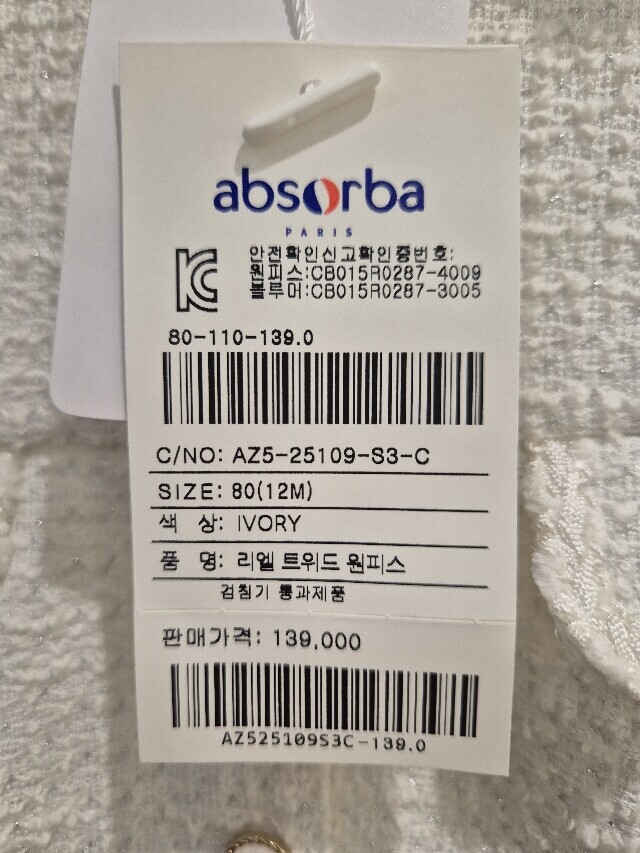 absorba
PARIS
안전확인신고확인증번호:
원피스:CB015R0287-4009
블루머:CB015R0287-3005
80-110-139.0
C/NO: AZ5-25109-S3-C
SIZE: 80(12M)
색 상: IVORY
품 명: 리엘 트위드 원피스
검침기 통과제품
판매가격: 139,000
AZ525109S3C-139.0